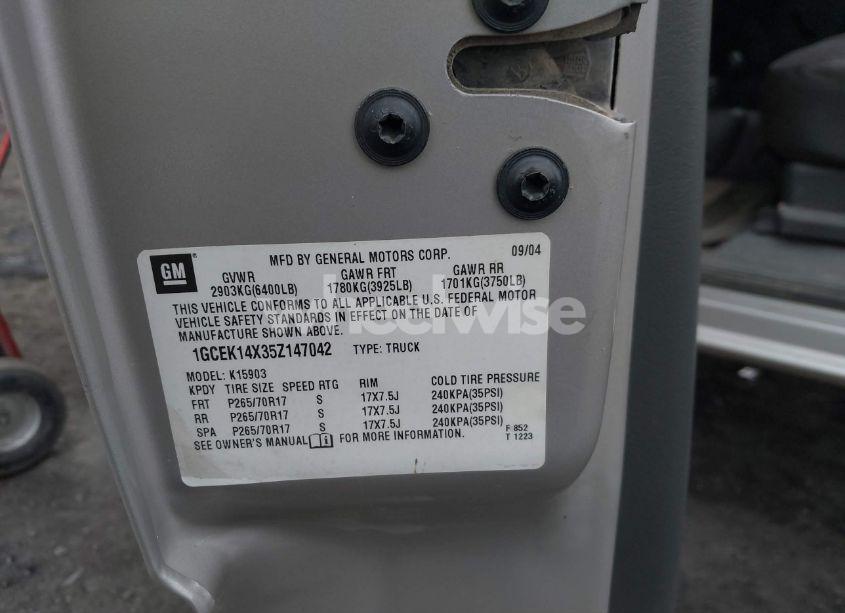 GM
MFD BY GENERAL MOTORS CORP. 09/04
GVWR GAWR FRT GAWR RR
2903KG(6400LB) 1780KG(3925LB) 1701KG(3750LB)
THIS VEHICLE CONFORMS TO ALL APPLICABLE U.S. FEDERAL MOTOR
VEHICLE SAFETY STANDARDS IN EFFECT ON THE DATE OF
MANUFACTURE SHOWN ABOVE.
1GCEK14X35Z147042 TYPE: TRUCK
MODEL: K15903
KPDY TIRE SIZE SPEED RTG RIM COLD TIRE PRESSURE
FRT P265/70R17 S 17X7.5J 240KPA(35PSI)
RR P265/70R17 S 17X7.5J 240KPA(35PSI)
SPA P265/70R17 S 17X7.5J 240KPA(35PSI)
SEE OWNER'S MANUAL FOR MORE INFORMATION.
F 852
T 1223
wheelwise